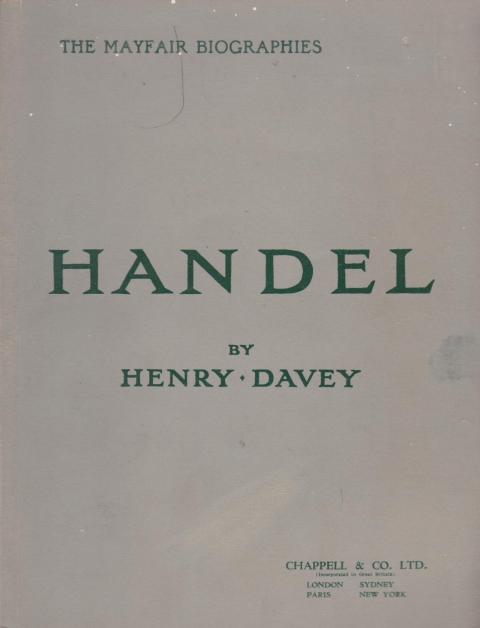 THE MAYFAIR BIOGRAPHIES
HANDEL
BY
HENRY · DAVEY
CHAPPELL & CO. LTD.
(Incorporated in Great Britain)
LONDON SYDNEY
PARIS NEW YORK